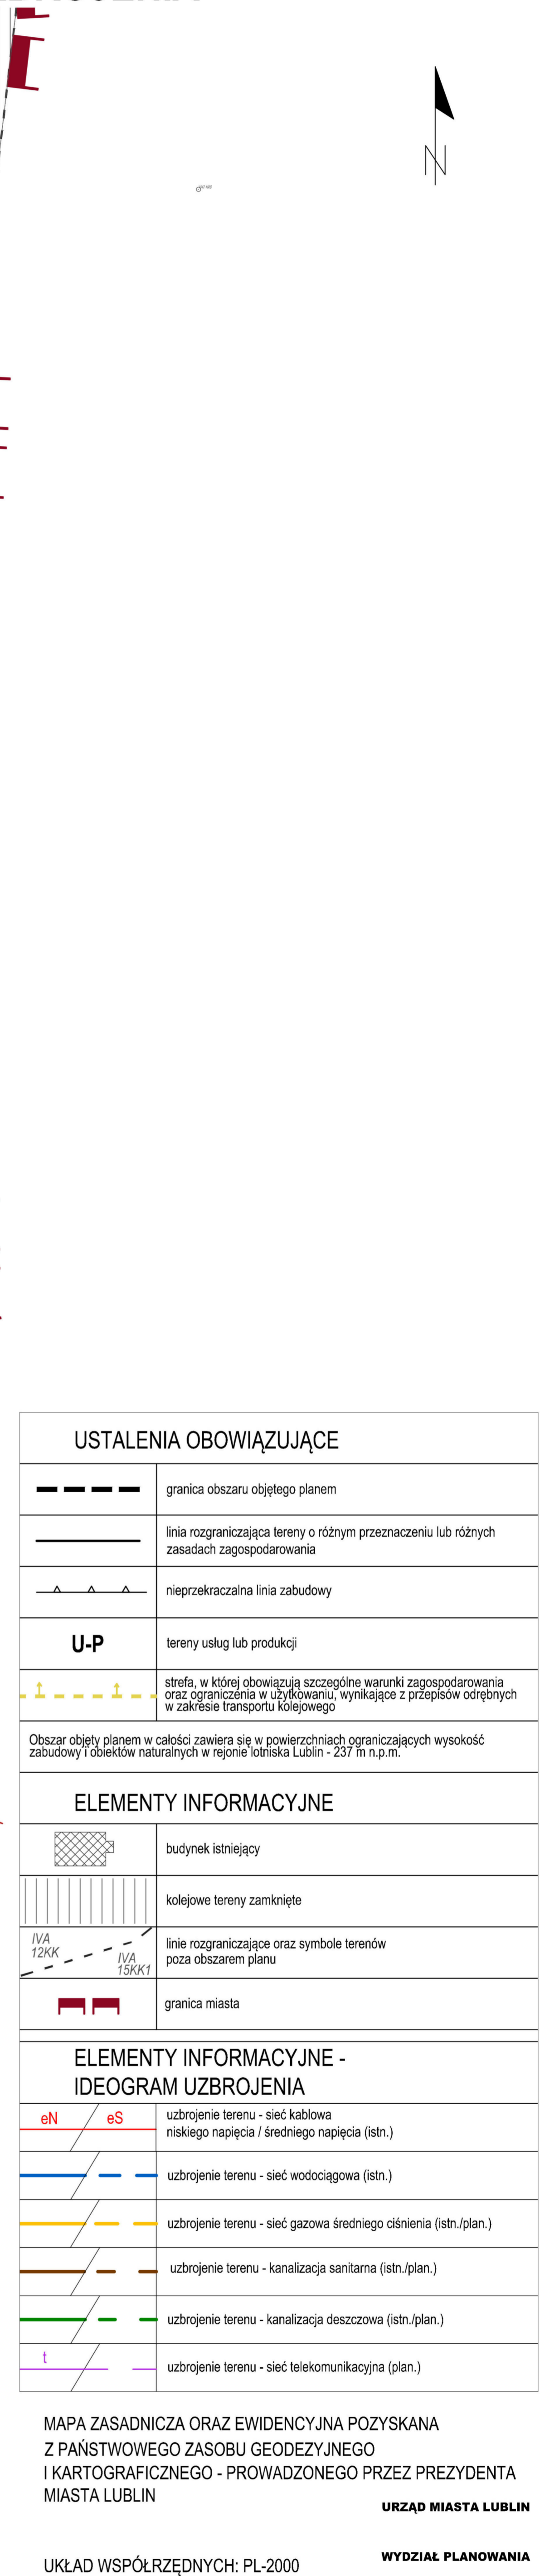 N
USTALENIA OBOWIĄZUJĄCE
granica obszaru objętego planem
linia rozgraniczająca tereny o różnym przeznaczeniu lub różnych
zasadach zagospodarowania
nieprzekraczalna linia zabudowy
U-P
tereny usług lub produkcji
strefa, w której obowiązują szczególne warunki zagospodarowania
oraz ograniczenia w użytkowaniu, wynikające z przepisów odrębnych
w zakresie transportu kolejowego
Obszar objęty planem w całości zawiera się w powierzchniach ograniczających wysokość
zabudowy i obiektów naturalnych w rejonie lotniska Lublin - 237 m n.p.m.
ELEMENTY INFORMACYJNE
budynek istniejący
kolejowe tereny zamknięte
IVA
12KK
IVA
15KK1
linie rozgraniczające oraz symbole terenów
poza obszarem planu
granica miasta
ELEMENTY INFORMACYJNE -
IDEOGRAM UZBROJENIA
eN eS
uzbrojenie terenu - sieć kablowa
niskiego napięcia / średniego napięcia (istn.)
uzbrojenie terenu - sieć wodociągowa (istn.)
uzbrojenie terenu - sieć gazowa średniego ciśnienia (istn./plan.)
uzbrojenie terenu - kanalizacja sanitarna (istn./plan.)
uzbrojenie terenu - kanalizacja deszczowa (istn./plan.)
t
uzbrojenie terenu - sieć telekomunikacyjna (plan.)
MAPA ZASADNICZA ORAZ EWIDENCYJNA POZYSKANA
Z PAŃSTWOWEGO ZASOBU GEODEZYJNEGO
I KARTOGRAFICZNEGO - PROWADZONEGO PRZEZ PREZYDENTA
MIASTA LUBLIN
URZĄD MIASTA LUBLIN
WYDZIAŁ PLANOWANIA
UKŁAD WSPÓŁRZĘDNYCH: PL-2000